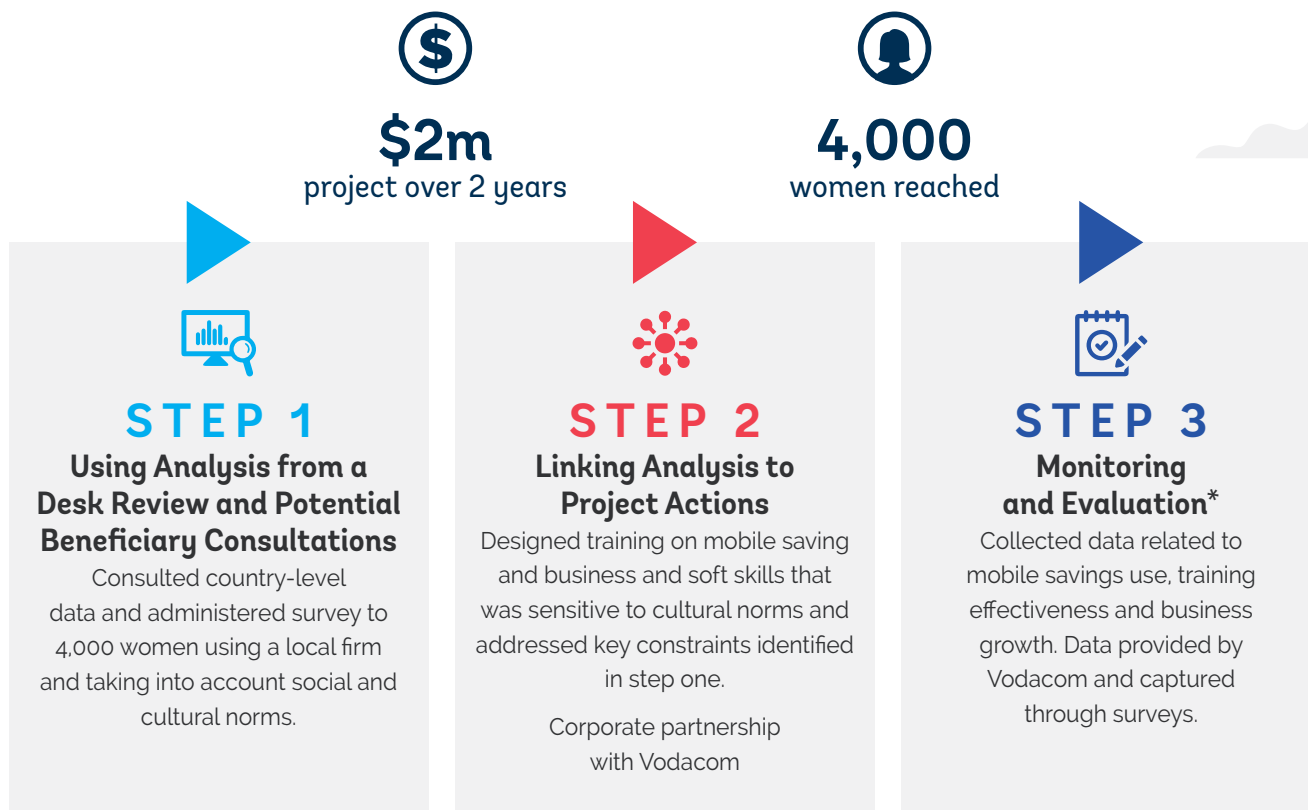 $
$2m
project over 2 years
4,000
women reached
STEP 1
Using Analysis from a
Desk Review and Potential
Beneficiary Consultations
Consulted country-level
data and administered survey to
4,000 women using a local firm
and taking into account social and
cultural norms.
STEP 2
Linking Analysis to
Project Actions
Designed training on mobile saving
and business and soft skills that
was sensitive to cultural norms and
addressed key constraints identified
in step one.
Corporate partnership
with Vodacom
STEP 3
Monitoring
and Evaluation*
Collected data related to
mobile savings use, training
effectiveness and business
growth. Data provided by
Vodacom and captured
through surveys.